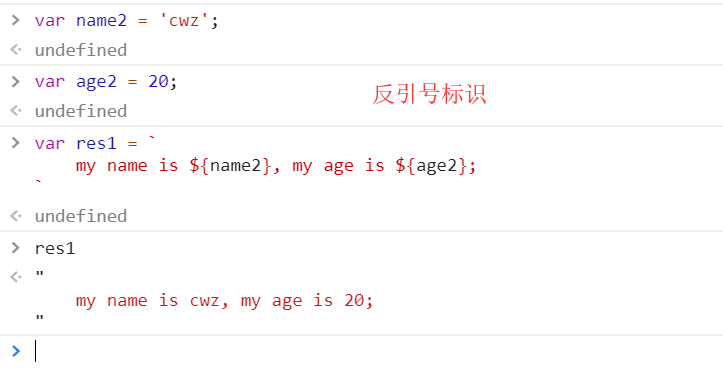 > var name2 = 'cwz';
< undefined
> var age2 = 20;
反引号标识
< undefined
> var res1 = `
    my name is ${name2}, my age is ${age2};
`
< undefined
> res1
< "
    my name is cwz, my age is 20;
"
>